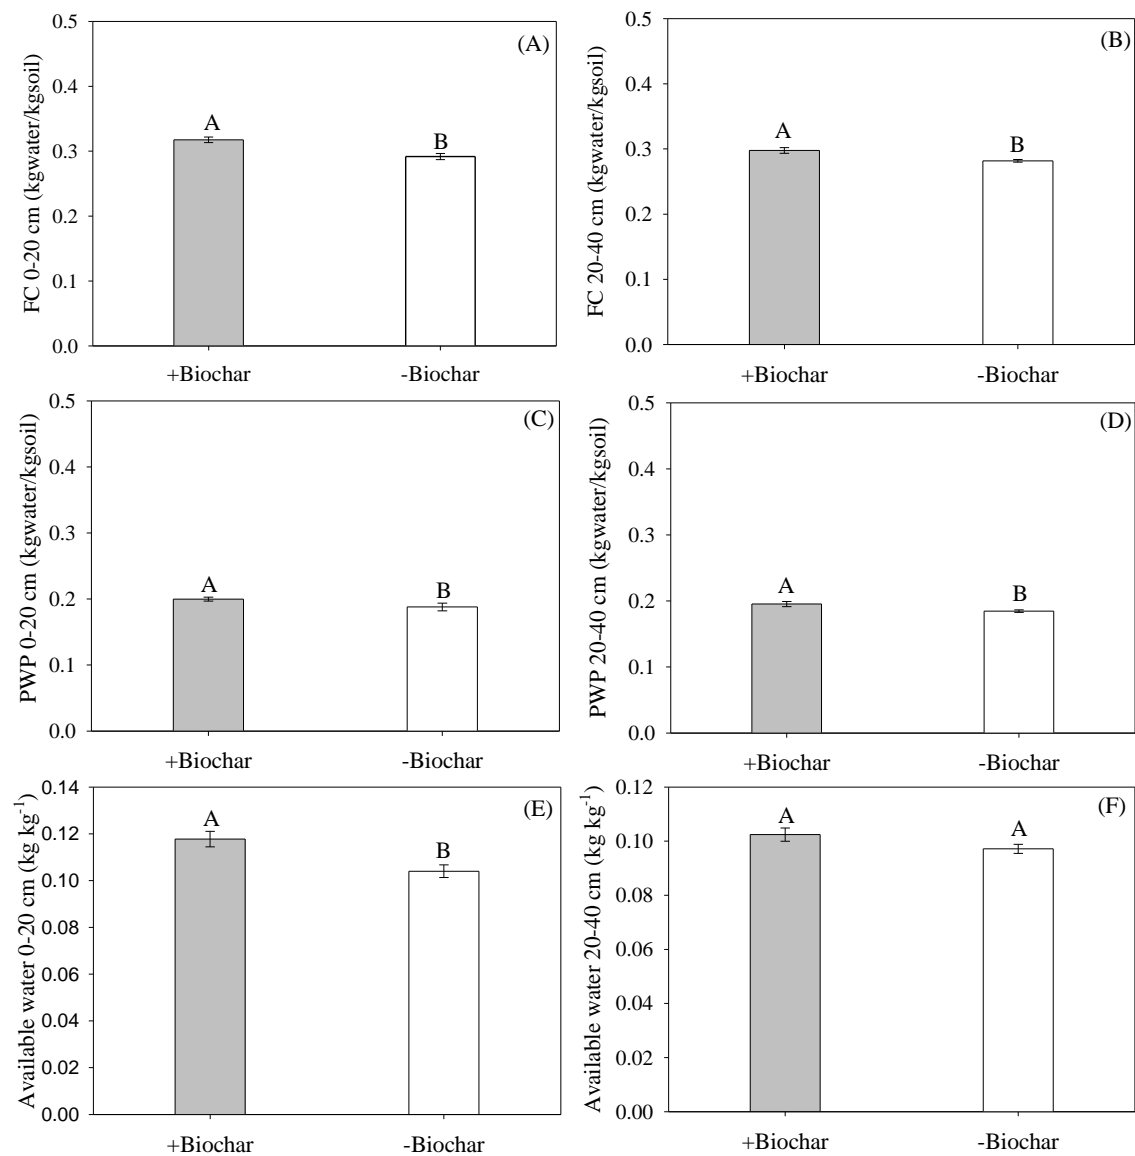 FC 0-20 cm (kgwater/kgsoil)
0.5
0.4
0.3
0.2
0.1
0.0
(A)
A
B
+Biochar
-Biochar
FC 20-40 cm (kgwater/kgsoil)
0.5
0.4
0.3
0.2
0.1
0.0
(B)
A
B
+Biochar
-Biochar
PWP 0-20 cm (kgwater/kgsoil)
0.5
0.4
0.3
0.2
0.1
0.0
(C)
A
B
+Biochar
-Biochar
PWP 20-40 cm (kgwater/kgsoil)
0.5
0.4
0.3
0.2
0.1
0.0
(D)
A
B
+Biochar
-Biochar
Available water 0-20 cm (kg kg⁻¹)
0.14
0.12
0.10
0.08
0.06
0.04
0.02
0.00
(E)
A
B
+Biochar
-Biochar
Available water 20-40 cm (kg kg⁻¹)
0.12
0.10
0.08
0.06
0.04
0.02
0.00
(F)
A
A
+Biochar
-Biochar